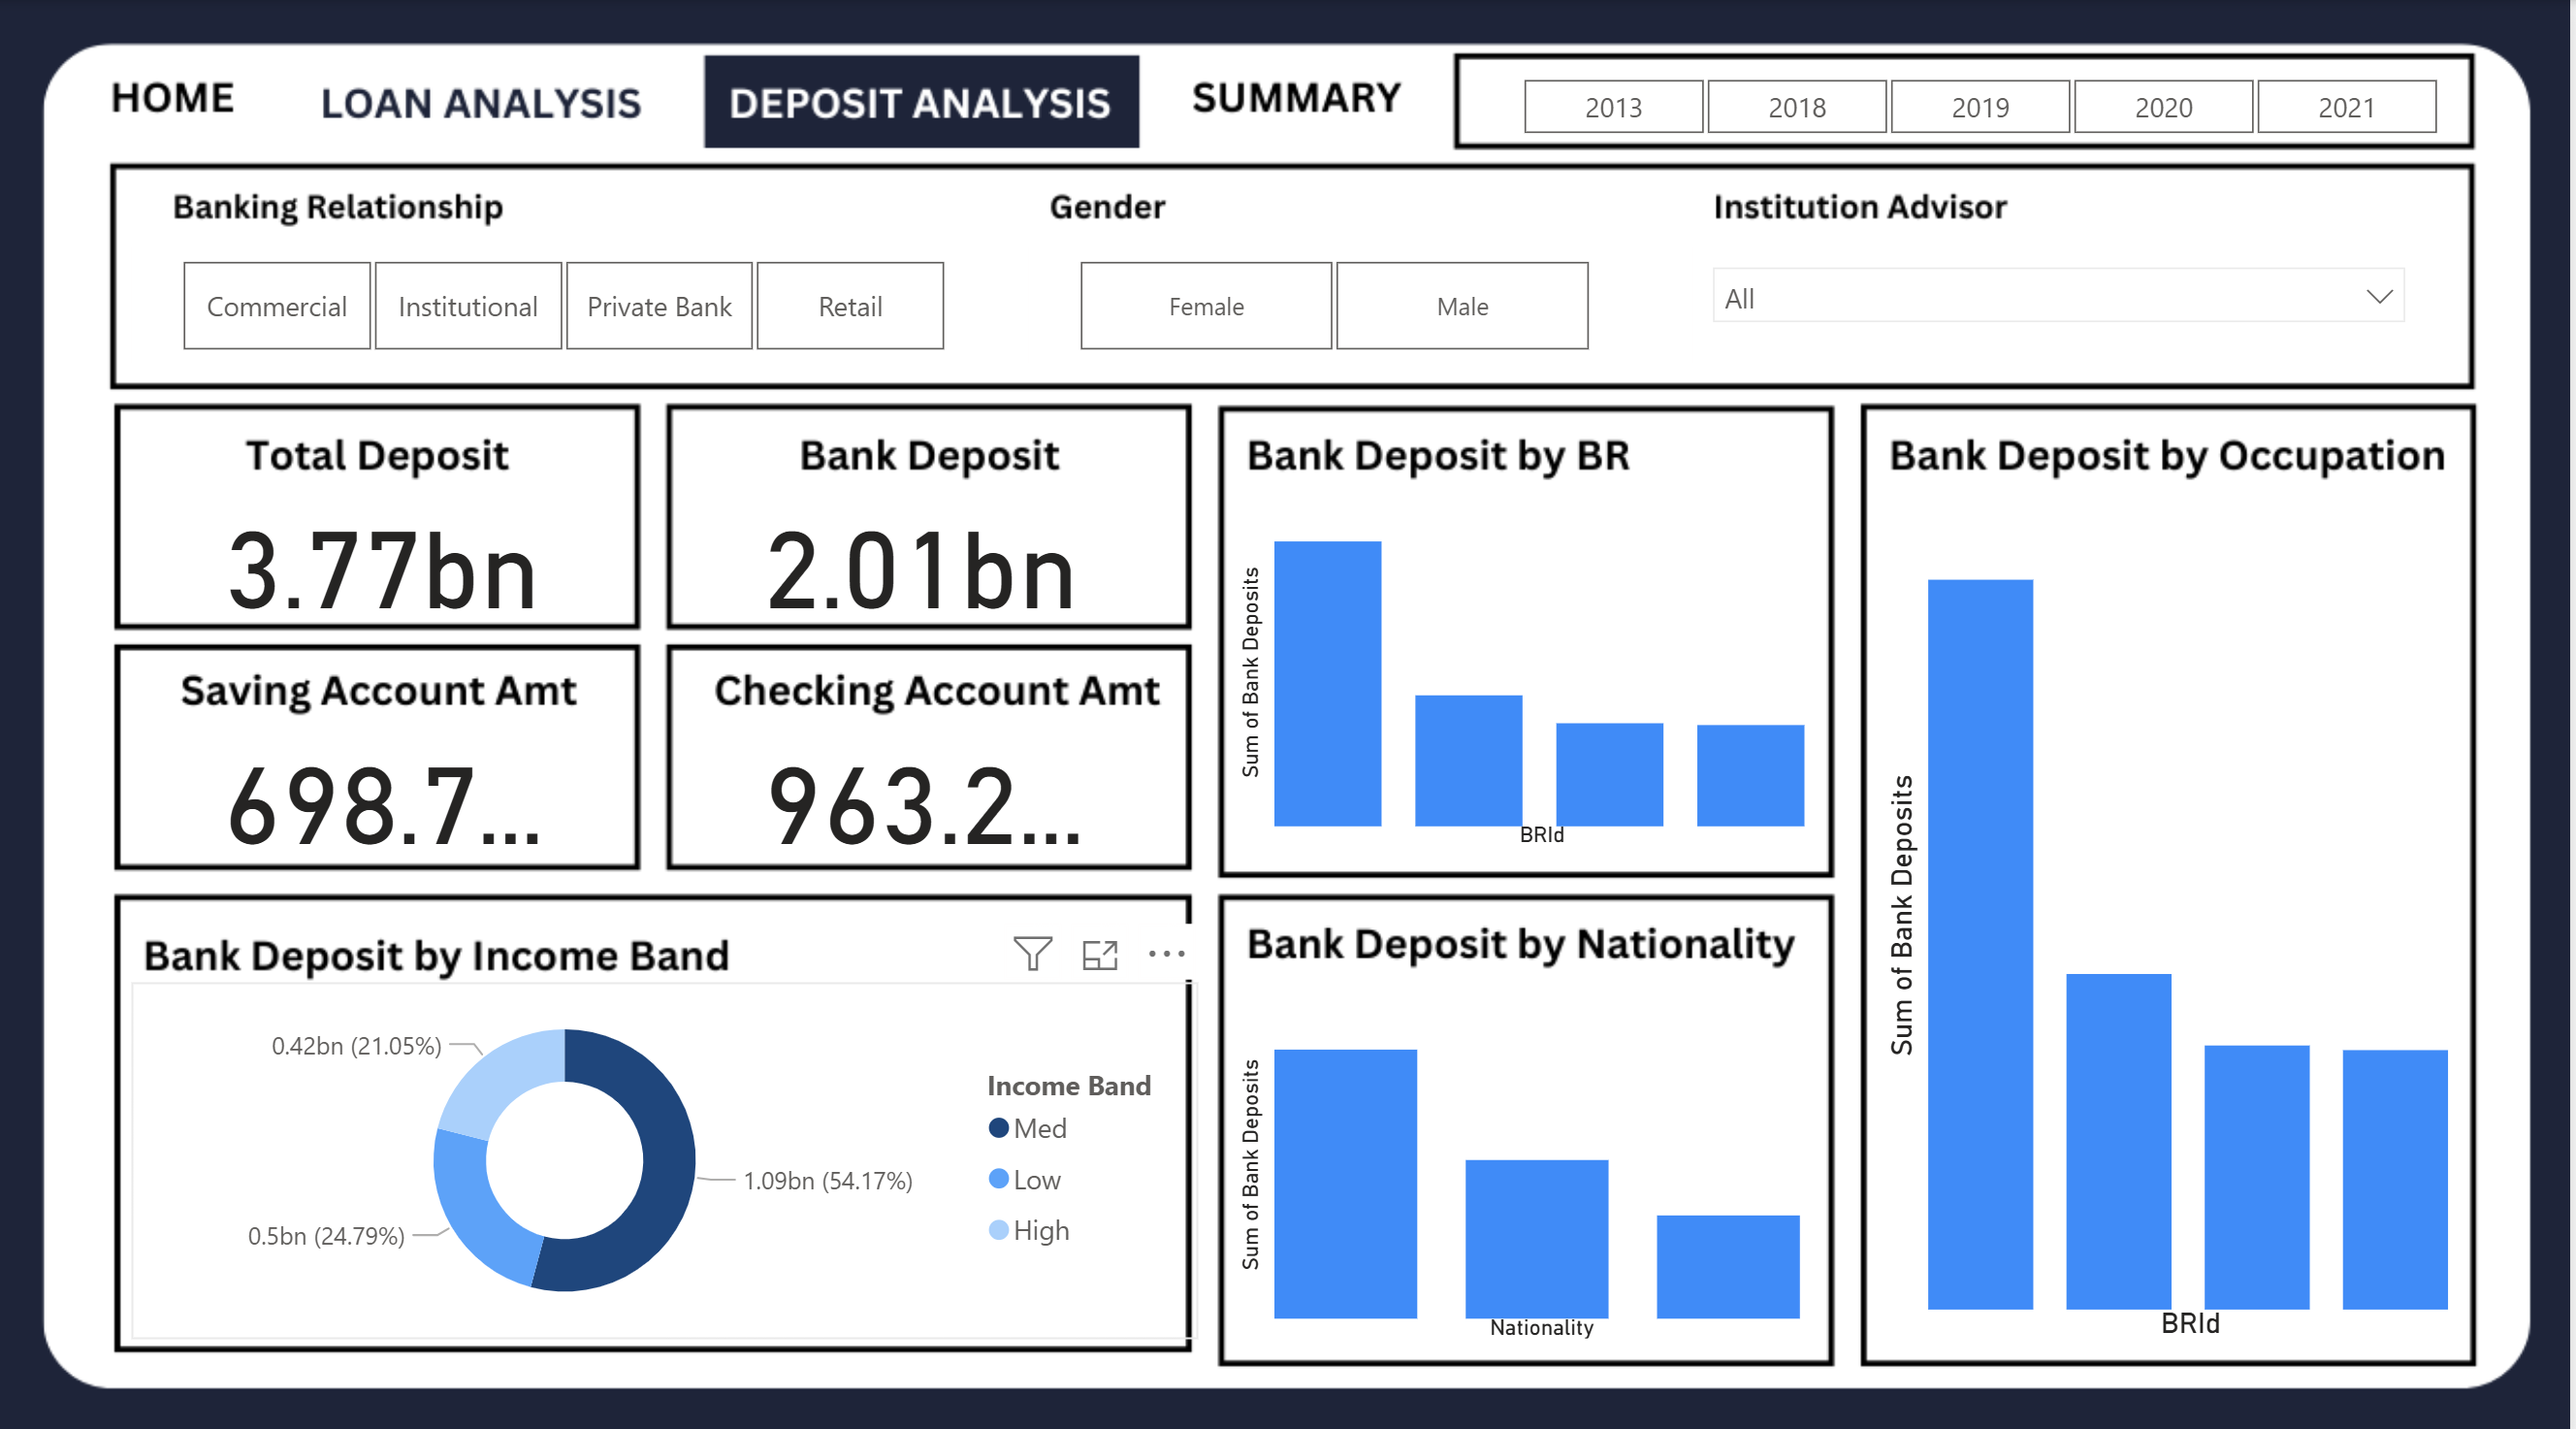 HOME
LOAN ANALYSIS
DEPOSIT ANALYSIS
SUMMARY
2013
2018
2019
2020
2021
Banking Relationship
Commercial
Institutional
Private Bank
Retail
Gender
Female
Male
Institution Advisor
All
Total Deposit
3.77bn
Bank Deposit
2.01bn
Saving Account Amt
698.7...
Checking Account Amt
963.2...
Bank Deposit by BR
Sum of Bank Deposits
BRId
Bank Deposit by Occupation
Sum of Bank Deposits
BRId
Bank Deposit by Income Band
0.42bn (21.05%)
1.09bn (54.17%)
0.5bn (24.79%)
Income Band
Med
Low
High
Bank Deposit by Nationality
Sum of Bank Deposits
Nationality